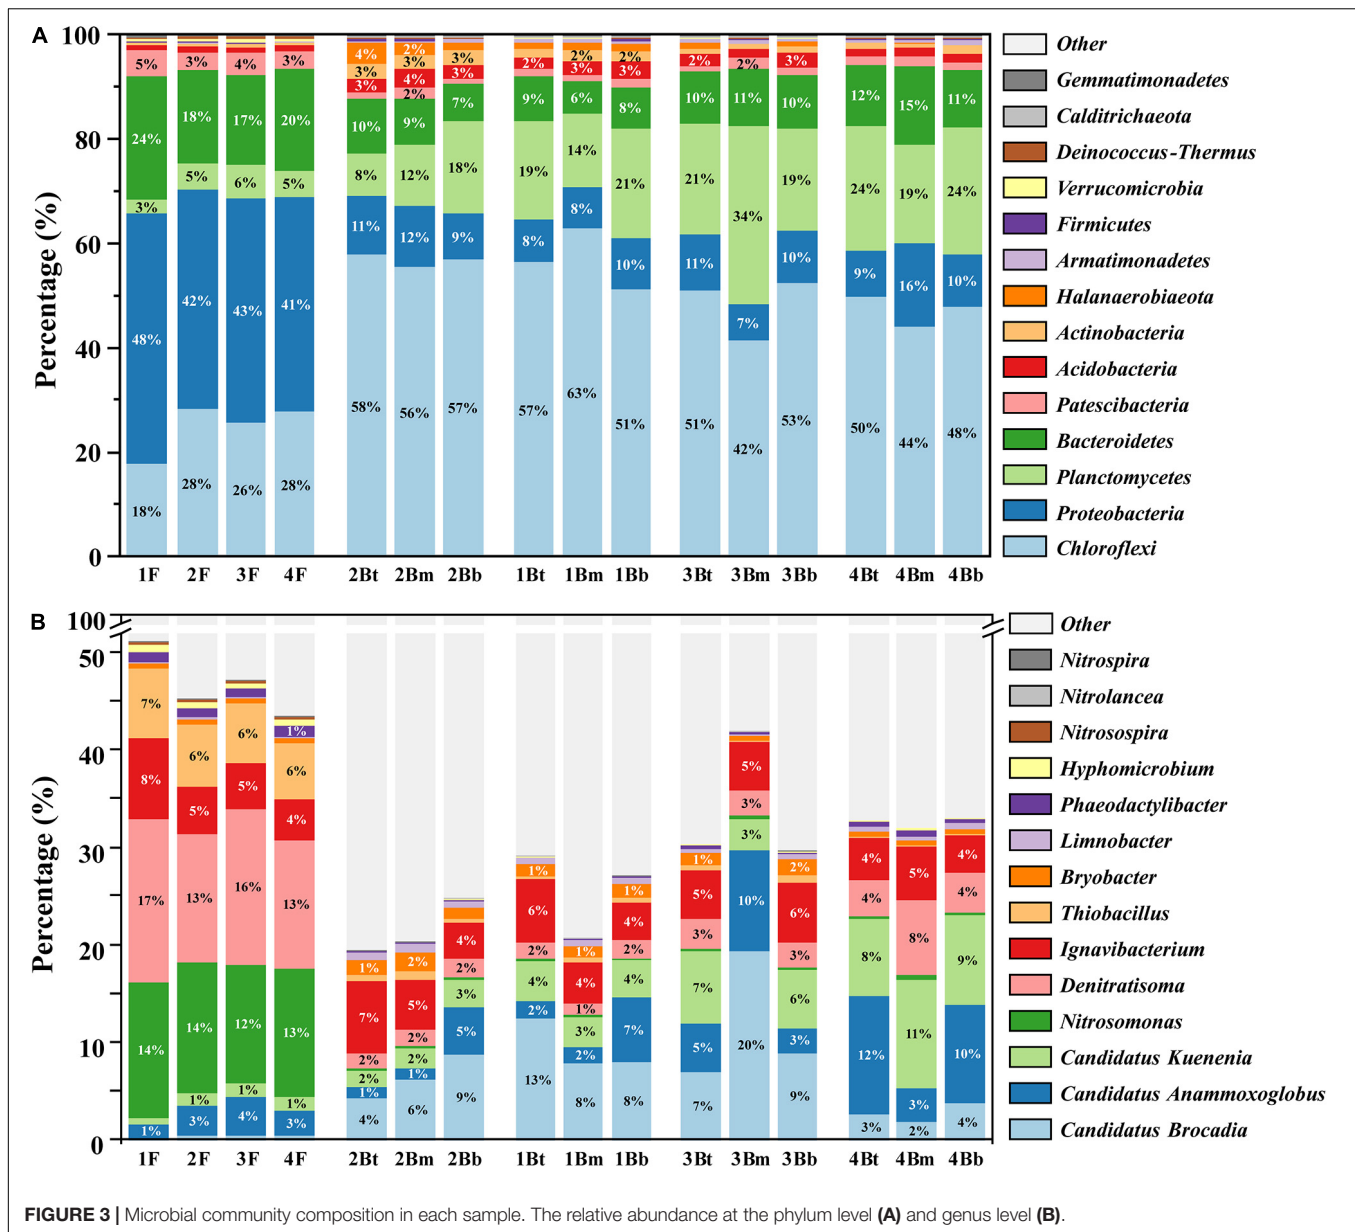 A
100
80
60
40
20
0
Percentage (%)
5% 3% 4% 3% 4% 2% 3% 2% 2% 2% 3%
3% 3% 3% 2% 3% 2%
3% 4% 3% 3% 3%
2%
24% 18% 17% 20% 10% 9% 7% 9% 6% 8% 10% 11% 10% 12% 15% 11%
3% 5% 6% 5% 8% 12% 18% 19% 14% 21% 21% 34% 19% 24% 19% 24%
48% 42% 43% 41% 11% 12% 9% 8% 8% 10% 11% 7% 10% 9% 16% 10%
18% 28% 26% 28% 58% 56% 57% 57% 63% 51% 51% 42% 53% 50% 44% 48%
1F 2F 3F 4F 2Bt 2Bm 2Bb 1Bt 1Bm 1Bb 3Bt 3Bm 3Bb 4Bt 4Bm 4Bb
Other
Gemmatimonadetes
Calditrichaeota
Deinococcus-Thermus
Verrucomicrobia
Firmicutes
Armatimonadetes
Halanaerobiaeota
Actinobacteria
Acidobacteria
Patescibacteria
Bacteroidetes
Planctomycetes
Proteobacteria
Chloroflexi
B
100
50
40
30
20
10
0
Percentage (%)
1%
7% 6% 6% 6%
1% 2% 1% 1% 1% 1% 2%
8% 5% 5% 4% 7% 5% 4% 6% 4% 4% 5% 5% 6% 4% 5% 4%
17% 13% 16% 13% 2% 2% 2% 2% 1% 2% 3% 3% 3% 4% 8% 4%
14% 14% 12% 13%
1% 1% 1% 2% 2% 3% 4% 3% 4% 7% 3% 6% 8% 11% 9%
1% 3% 4% 3% 1% 1% 5% 2% 2% 7% 5% 10% 3% 12% 3% 10%
4% 6% 9% 13% 8% 8% 7% 20% 9% 3% 2% 4%
1F 2F 3F 4F 2Bt 2Bm 2Bb 1Bt 1Bm 1Bb 3Bt 3Bm 3Bb 4Bt 4Bm 4Bb
Other
Nitrospira
Nitrolancea
Nitrosospira
Hyphomicrobium
Phaeodactylibacter
Limnobacter
Bryobacter
Thiobacillus
Ignavibacterium
Denitratisoma
Nitrosomonas
Candidatus Kuenenia
Candidatus Anammoxoglobus
Candidatus Brocadia
FIGURE 3 | Microbial community composition in each sample. The relative abundance at the phylum level (A) and genus level (B).